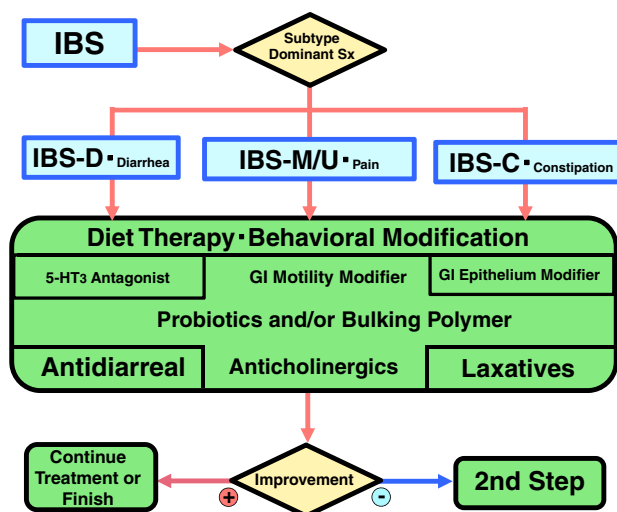 IBS
Subtype
Dominant Sx
IBS-D・Diarrhea
IBS-M/U・Pain
IBS-C・Constipation
Diet Therapy・Behavioral Modification
5-HT3 Antagonist
GI Motility Modifier
GI Epithelium Modifier
Probiotics and/or Bulking Polymer
Antidiarreal
Anticholinergics
Laxatives
Continue
Treatment or
Finish
+
Improvement
-
2nd Step